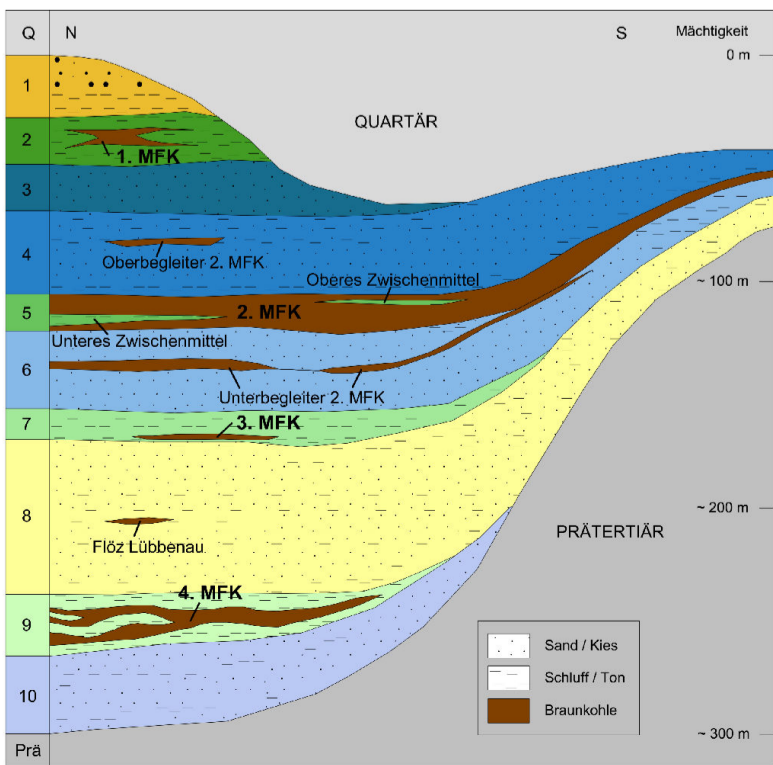 Q N S Mächtigkeit
0 m
1
QUARTÄR
2
1. MFK
3
4
Oberbegleiter 2. MFK
Oberes Zwischenmittel
~ 100 m
5
2. MFK
Unteres Zwischenmittel
6
Unterbegleiter 2. MFK
7
3. MFK
8
~ 200 m
Flöz Lübbenau
PRÄTERTIÄR
4. MFK
9
Sand / Kies
Schluff / Ton
10
Braunkohle
~ 300 m
Prä